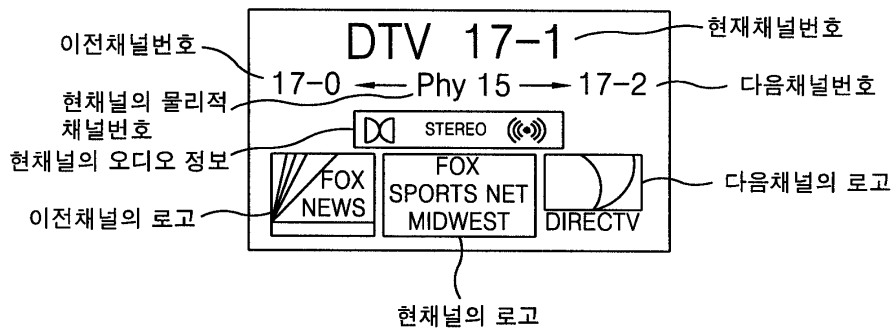 DTV 17-1
현재채널번호
이전채널번호
17-0 Phy 15 17-2
다음채널번호
현채널의 물리적
채널번호
STEREO
현채널의 오디오 정보
FOX
NEWS
FOX
SPORTS NET
MIDWEST
DIRECTV
다음채널의 로고
이전채널의 로고
현채널의 로고